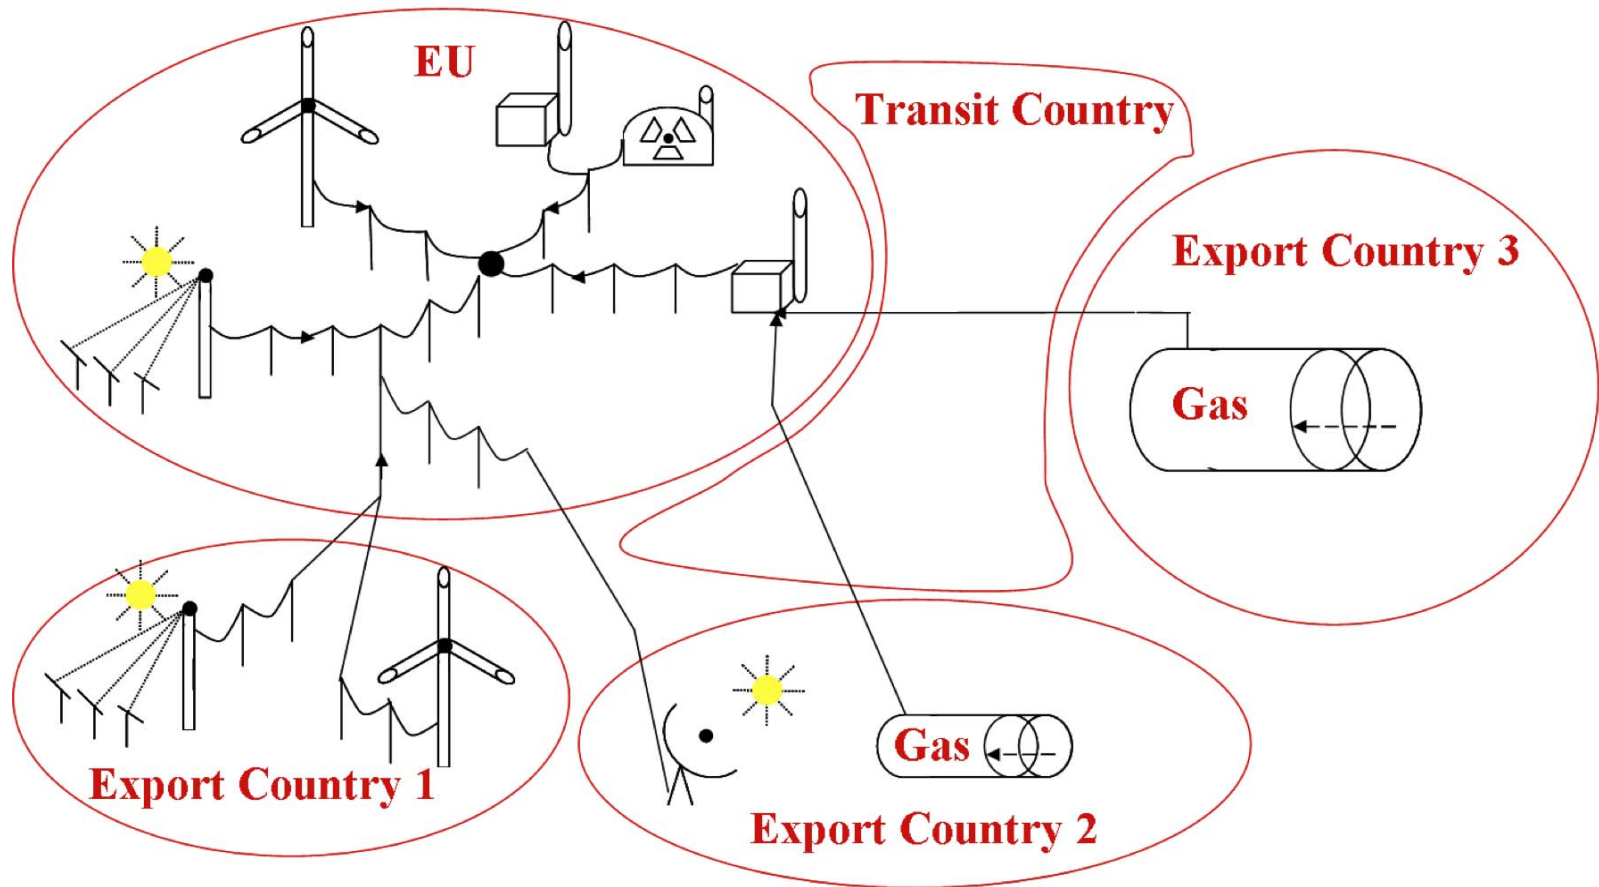 EU
Transit Country
Export Country 3
Gas
Gas
Export Country 1
Export Country 2